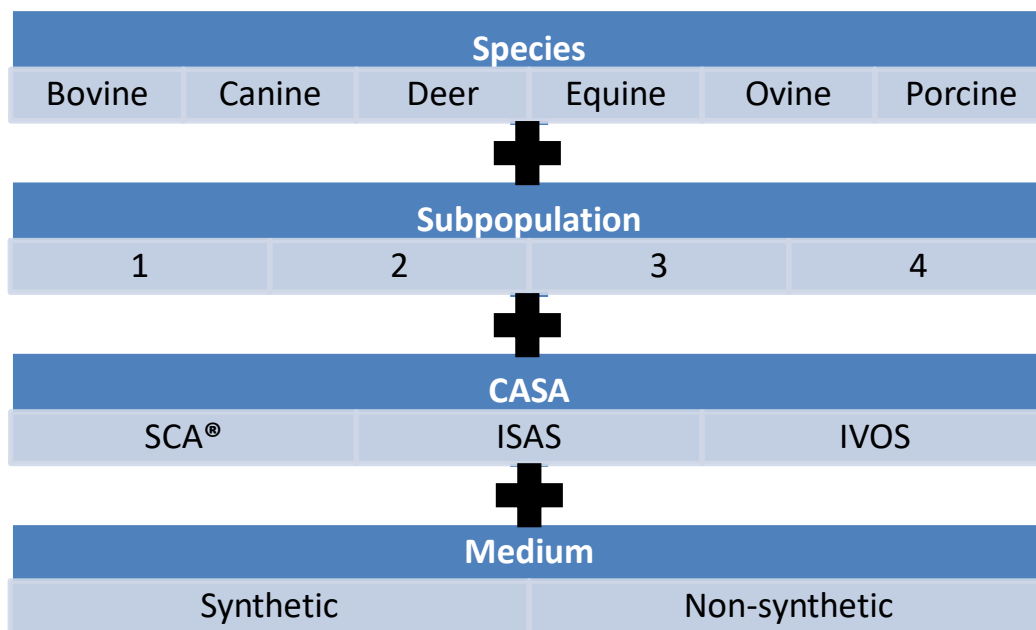 Species
Bovine Canine Deer Equine Ovine Porcine
Subpopulation
1 2 3 4
CASA
SCA® ISAS IVOS
Medium
Synthetic Non-synthetic